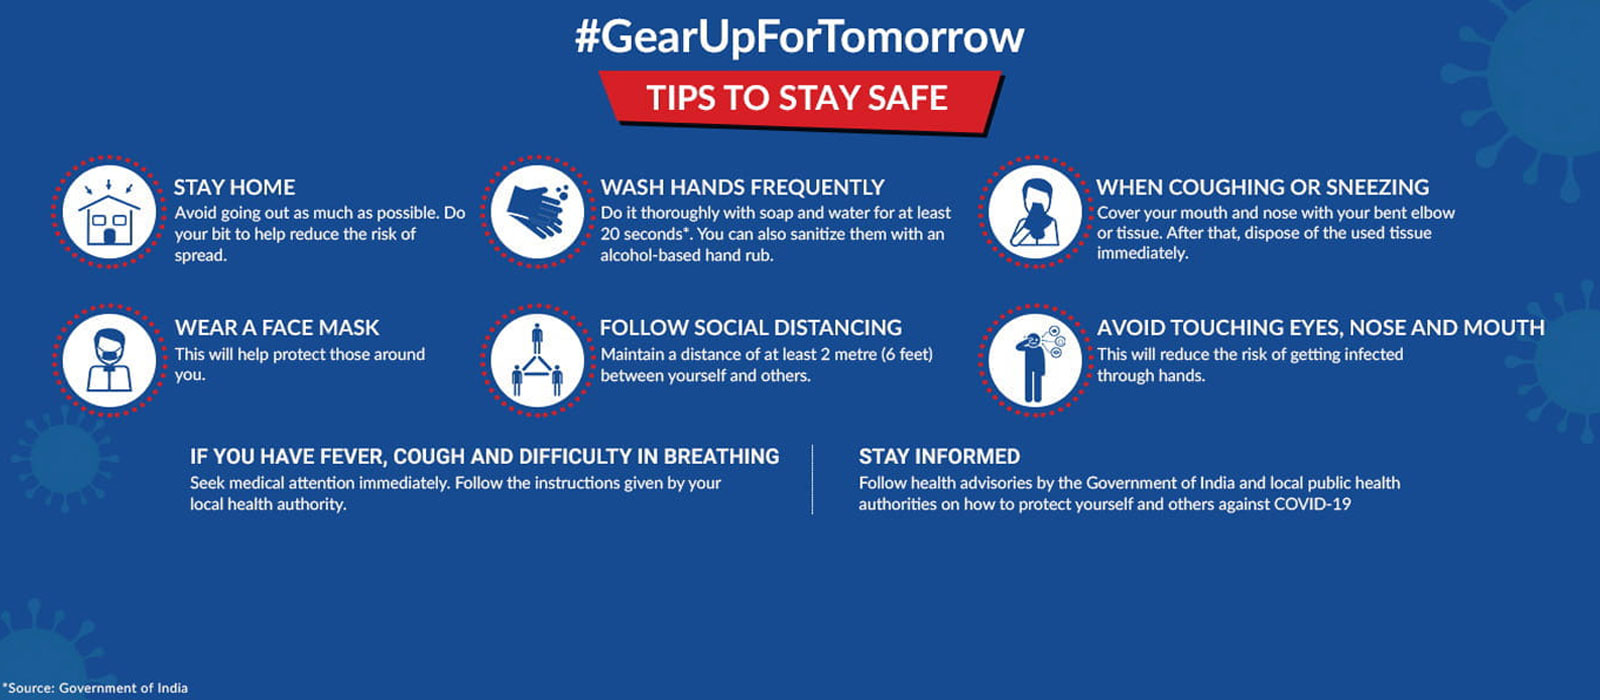 #GearUpForTomorrow
TIPS TO STAY SAFE
STAY HOME
Avoid going out as much as possible. Do
your bit to help reduce the risk of
spread.
WASH HANDS FREQUENTLY
Do it thoroughly with soap and water for at least
20 seconds*. You can also sanitize them with an
alcohol-based hand rub.
WHEN COUGHING OR SNEEZING
Cover your mouth and nose with your bent elbow
or tissue. After that, dispose of the used tissue
immediately.
WEAR A FACE MASK
This will help protect those around
you.
FOLLOW SOCIAL DISTANCING
Maintain a distance of at least 2 metre (6 feet)
between yourself and others.
AVOID TOUCHING EYES, NOSE AND MOUTH
This will reduce the risk of getting infected
through hands.
IF YOU HAVE FEVER, COUGH AND DIFFICULTY IN BREATHING
Seek medical attention immediately. Follow the instructions given by your
local health authority.
STAY INFORMED
Follow health advisories by the Government of India and local public health
authorities on how to protect yourself and others against COVID-19
*Source: Government of India